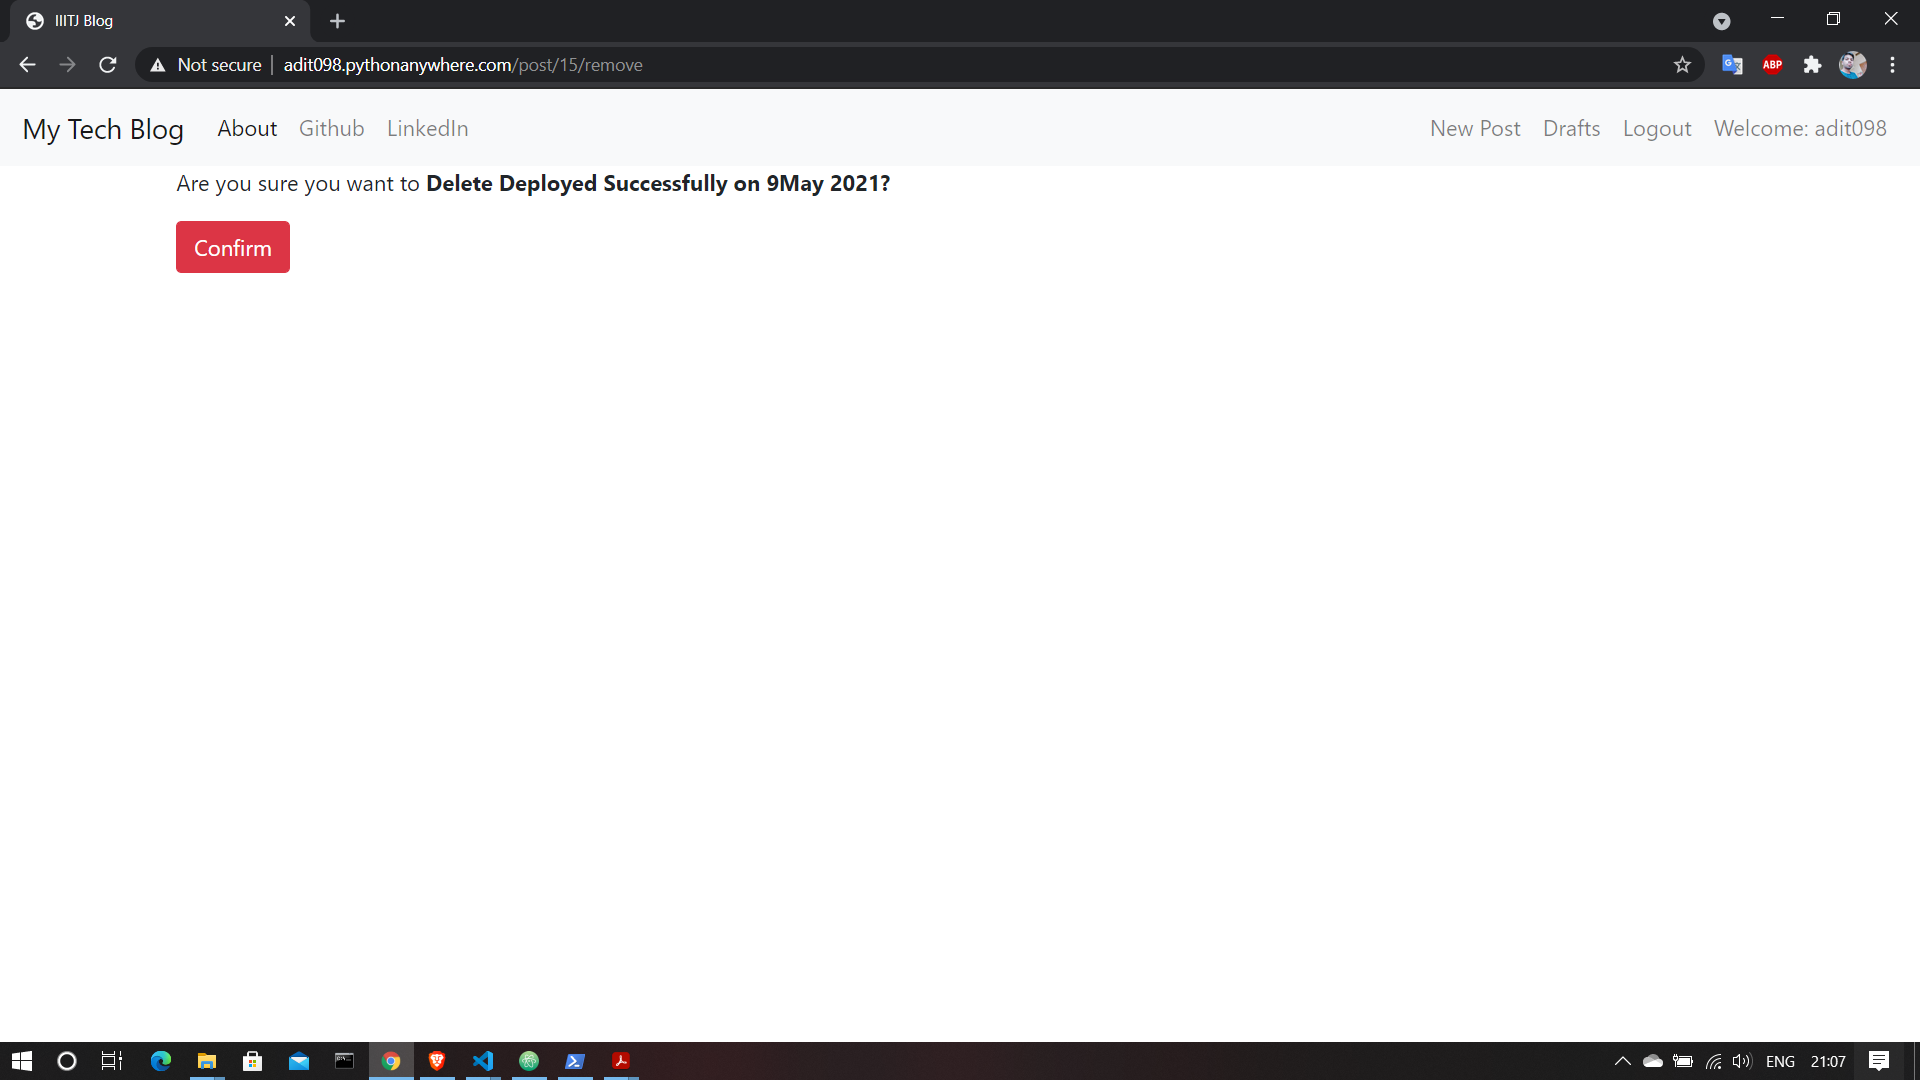 IIITJ Blog
Not secure | adit098.pythonanywhere.com/post/15/remove
ABP
My Tech Blog About Github LinkedIn New Post Drafts Logout Welcome: adit098
Are you sure you want to Delete Deployed Successfully on 9May 2021?
Confirm
ENG 21:07